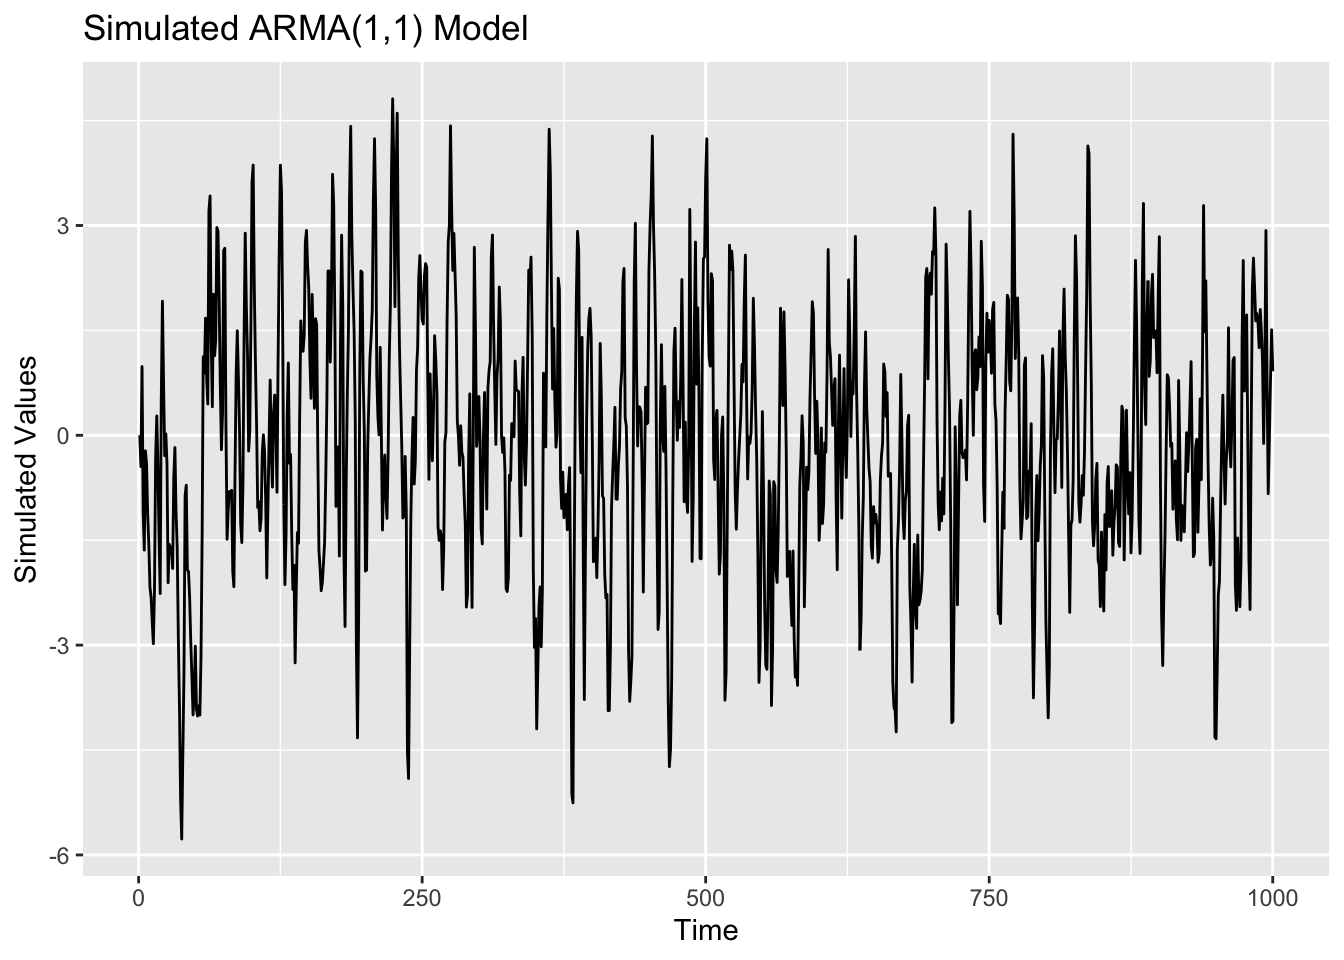 Simulated ARMA(1,1) Model
Simulated Values
3
0
-3
-6
0 250 500 750 1000
Time